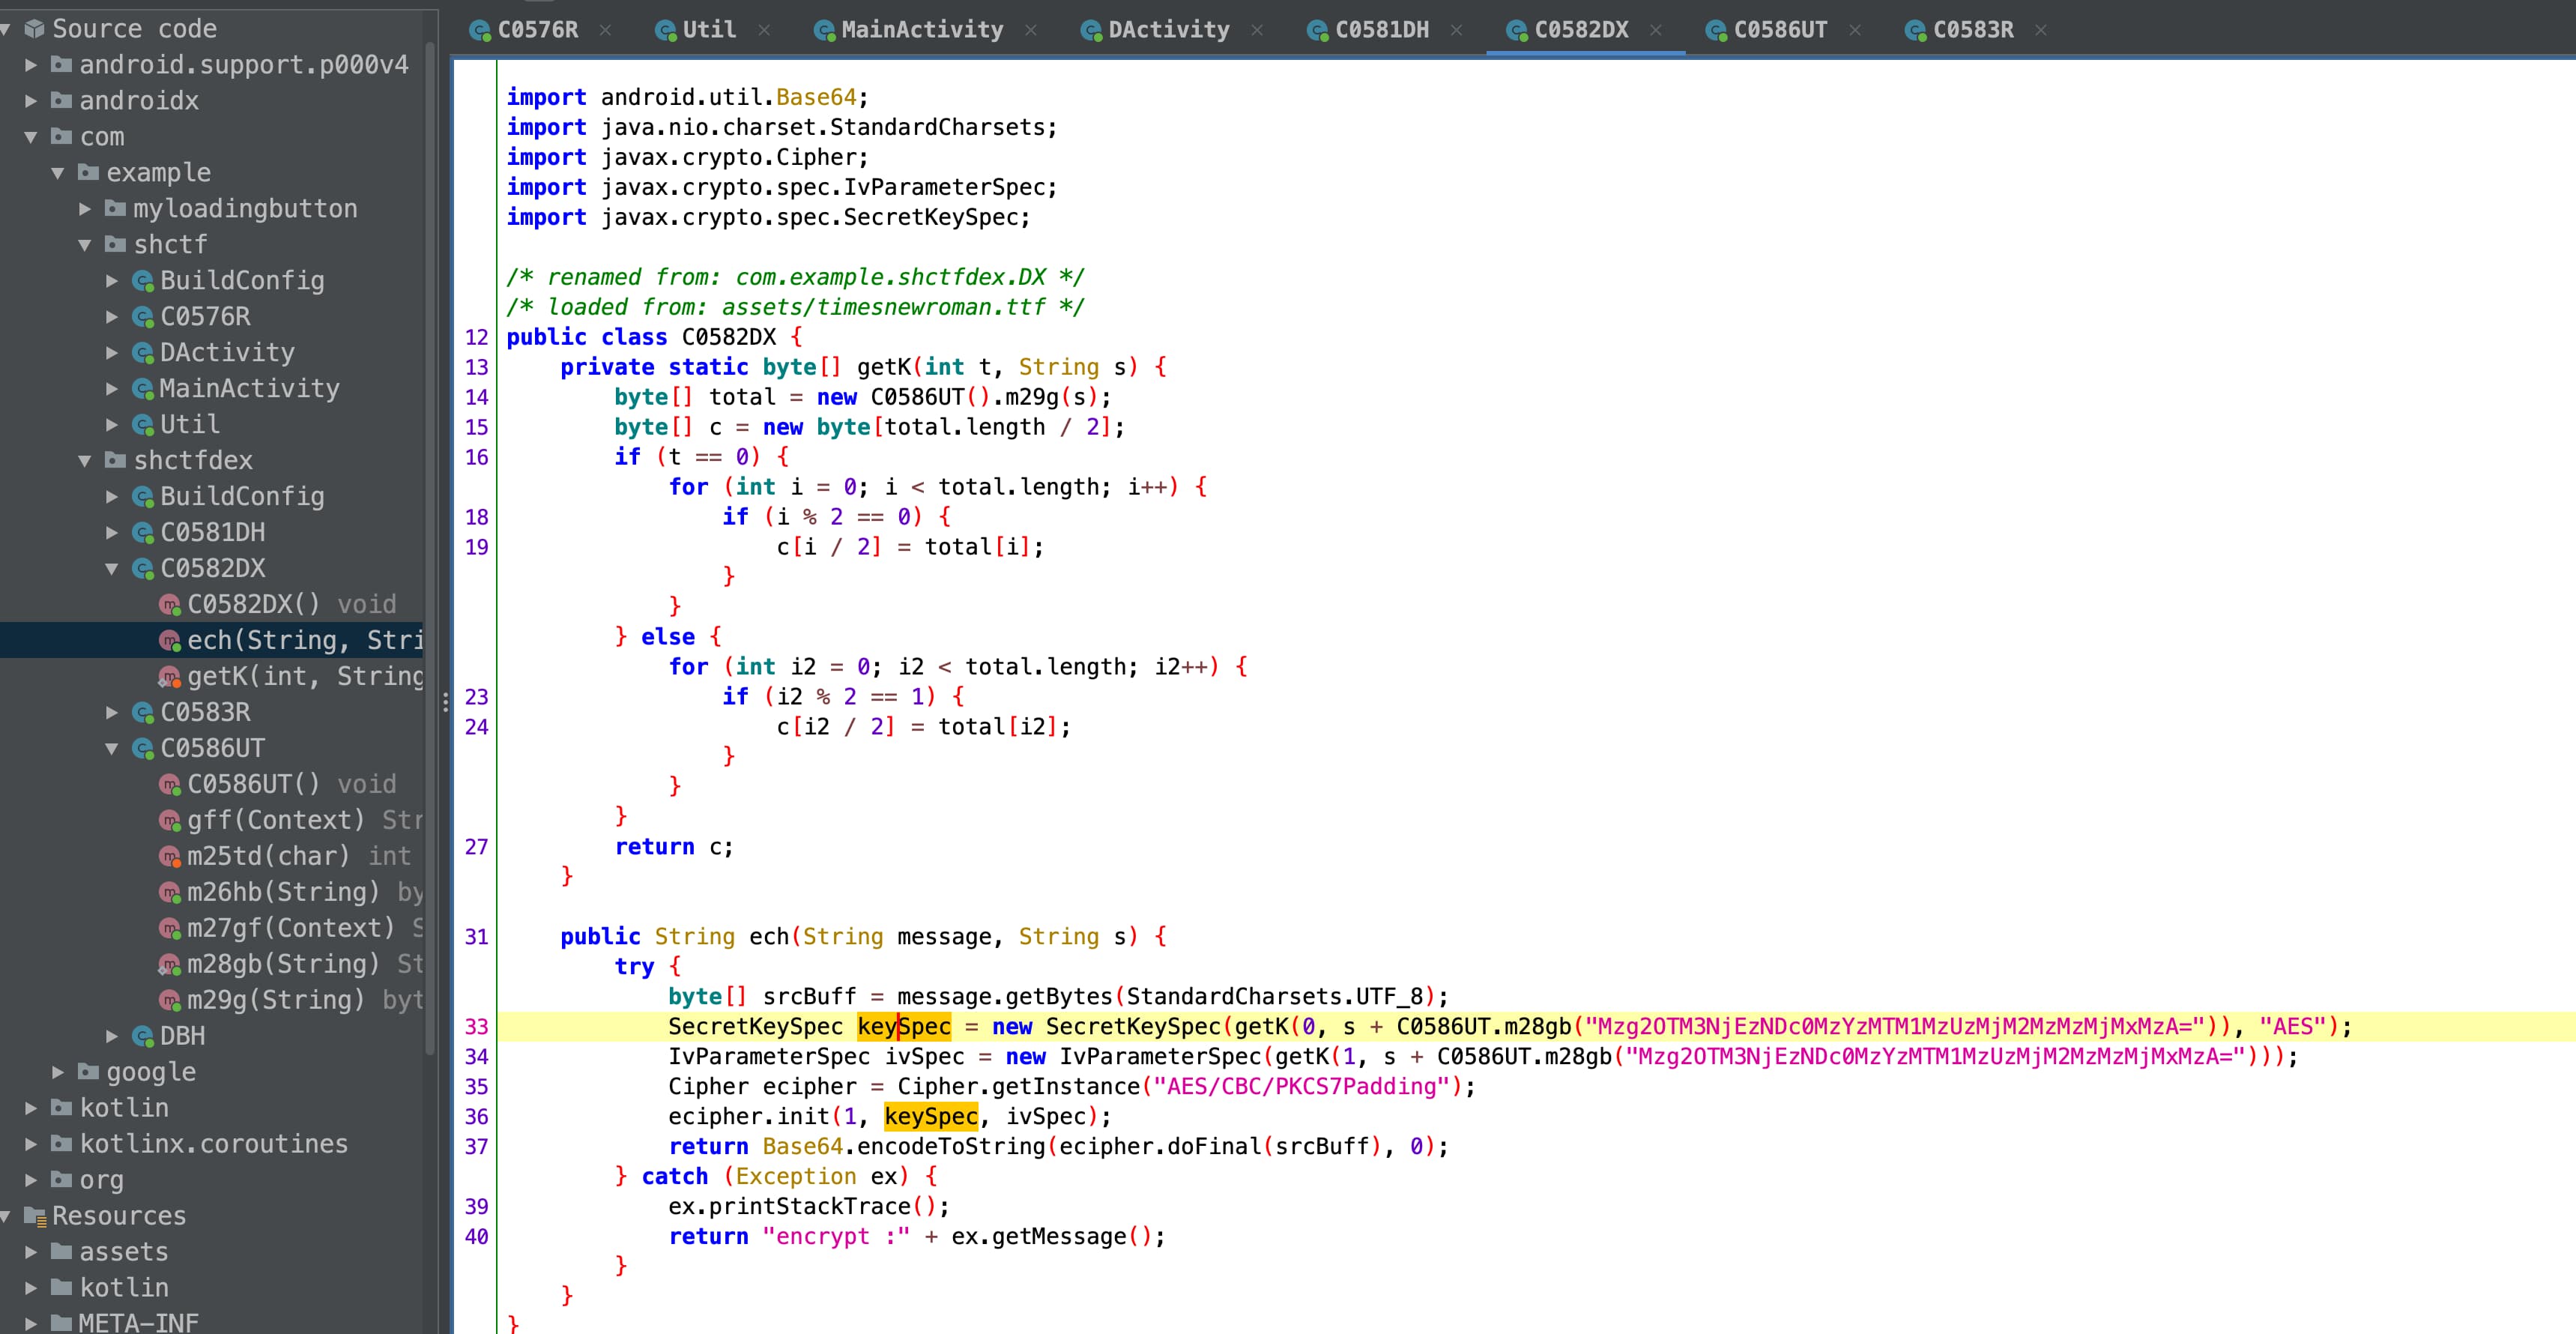 Source code
android.support.p000v4
androidx
com
example
myloadingbutton
shctf
BuildConfig
C0576R
DActivity
MainActivity
Util
shctfdex
BuildConfig
C0581DH
C0582DX
C0582DX() void
ech(String, Stri
getK(int, String
C0583R
C0586UT
C0586UT() void
gff(Context) Str
m25td(char) int
m26hb(String) by
m27gf(Context) S
m28gb(String) St
m29g(String) byt
DBH
google
kotlin
kotlinx.coroutines
org
Resources
assets
kotlin
META-INF
C0576R × Util × MainActivity × DActivity × C0581DH × C0582DX × C0586UT × C0583R ×
import android.util.Base64;
import java.nio.charset.StandardCharsets;
import javax.crypto.Cipher;
import javax.crypto.spec.IvParameterSpec;
import javax.crypto.spec.SecretKeySpec;
/* renamed from: com.example.shctfdex.DX */
/* loaded from: assets/timesnewroman.ttf */
12 public class C0582DX {
13 private static byte[] getK(int t, String s) {
14 byte[] total = new C0586UT().m29g(s);
15 byte[] c = new byte[total.length / 2];
16 if (t == 0) {
for (int i = 0; i < total.length; i++) {
18 if (i % 2 == 0) {
19 c[i / 2] = total[i];
}
}
} else {
for (int i2 = 0; i2 < total.length; i2++) {
23 if (i2 % 2 == 1) {
24 c[i2 / 2] = total[i2];
}
}
}
27 return c;
}
31 public String ech(String message, String s) {
try {
byte[] srcBuff = message.getBytes(StandardCharsets.UTF_8);
33 SecretKeySpec keySpec = new SecretKeySpec(getK(0, s + C0586UT.m28gb("Mzg2OTM3NjEzNDc0MzYzMTM1MzUzMjM2MzMzMjMxMzA=")), "AES");
34 IvParameterSpec ivSpec = new IvParameterSpec(getK(1, s + C0586UT.m28gb("Mzg2OTM3NjEzNDc0MzYzMTM1MzUzMjM2MzMzMjMxMzA=")));
35 Cipher ecipher = Cipher.getInstance("AES/CBC/PKCS7Padding");
36 ecipher.init(1, keySpec, ivSpec);
37 return Base64.encodeToString(ecipher.doFinal(srcBuff), 0);
} catch (Exception ex) {
39 ex.printStackTrace();
40 return "encrypt :" + ex.getMessage();
}
}
}